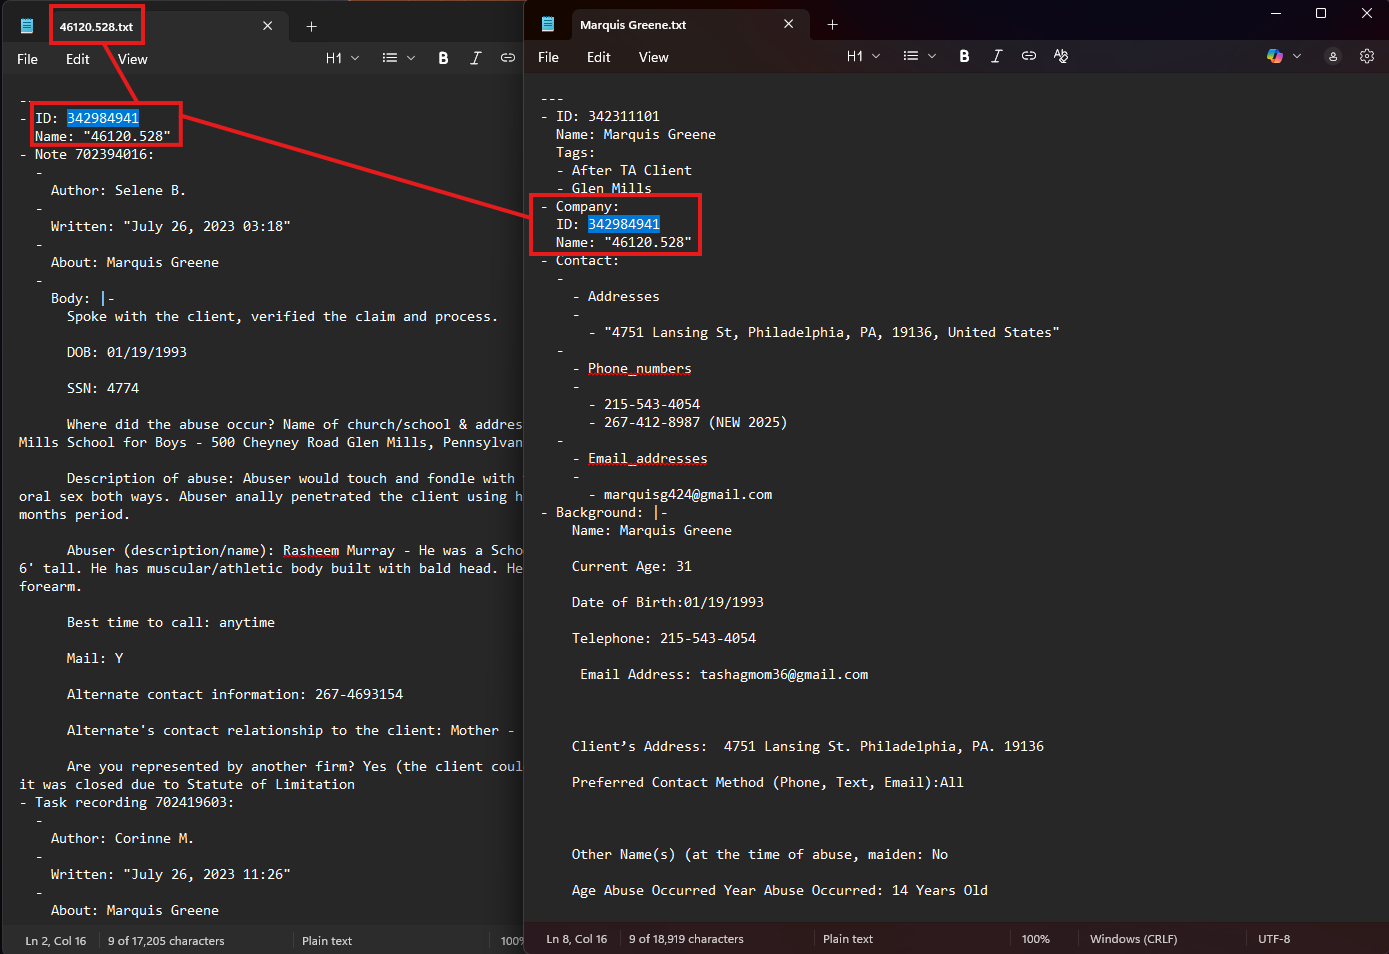 46120.528.txt
File Edit View H1 B I
---
- ID: 342984941
Name: "46120.528"
- Note 702394016:
-
Author: Selene B.
-
Written: "July 26, 2023 03:18"
-
About: Marquis Greene
-
Body: |-
Spoke with the client, verified the claim and process.
DOB: 01/19/1993
SSN: 4774
Where did the abuse occur? Name of church/school & addres
Mills School for Boys - 500 Cheyney Road Glen Mills, Pennsylvan
Description of abuse: Abuser would touch and fondle with
oral sex both ways. Abuser anally penetrated the client using h
months period.
Abuser (description/name): Rasheem Murray - He was a Scho
6' tall. He has muscular/athletic body built with bald head. He
forearm.
Best time to call: anytime
Mail: Y
Alternate contact information: 267-4693154
Alternate's contact relationship to the client: Mother -
Are you represented by another firm? Yes (the client coul
it was closed due to Statute of Limitation
- Task recording 702419603:
-
Author: Corinne M.
-
Written: "July 26, 2023 11:26"
-
About: Marquis Greene
Ln 2, Col 16 9 of 17,205 characters Plain text 100%
Marquis Greene.txt
File Edit View H1 B I
---
- ID: 342311101
Name: Marquis Greene
Tags:
- After TA Client
- Glen Mills
- Company:
ID: 342984941
Name: "46120.528"
- Contact:
-
- Addresses
-
- "4751 Lansing St, Philadelphia, PA, 19136, United States"
-
- Phone_numbers
-
- 215-543-4054
- 267-412-8987 (NEW 2025)
-
- Email_addresses
-
- marquisg424@gmail.com
- Background: |-
Name: Marquis Greene
Current Age: 31
Date of Birth:01/19/1993
Telephone: 215-543-4054
Email Address: tashagmom36@gmail.com
Client’s Address:  4751 Lansing St. Philadelphia, PA. 19136
Preferred Contact Method (Phone, Text, Email):All
Other Name(s) (at the time of abuse, maiden: No
Age Abuse Occurred Year Abuse Occurred: 14 Years Old
Ln 8, Col 16 9 of 18,919 characters Plain text 100% Windows (CRLF) UTF-8